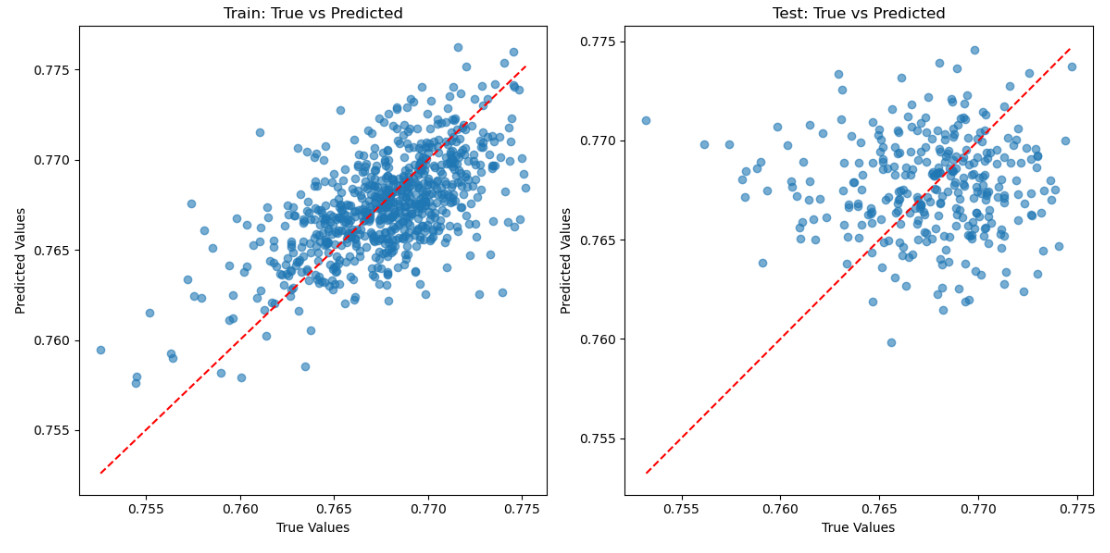 Train: True vs Predicted
Predicted Values
0.775
0.770
0.765
0.760
0.755
0.755 0.760 0.765 0.770 0.775
True Values
Test: True vs Predicted
Predicted Values
0.775
0.770
0.765
0.760
0.755
0.755 0.760 0.765 0.770 0.775
True Values